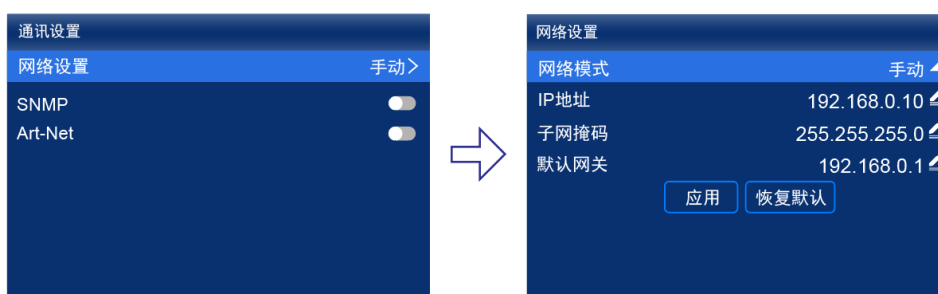 通讯设置
网络设置 手动
SNMP
Art-Net
网络设置
网络模式 手动
IP地址 192.168.0.10
子网掩码 255.255.255.0
默认网关 192.168.0.1
应用 恢复默认